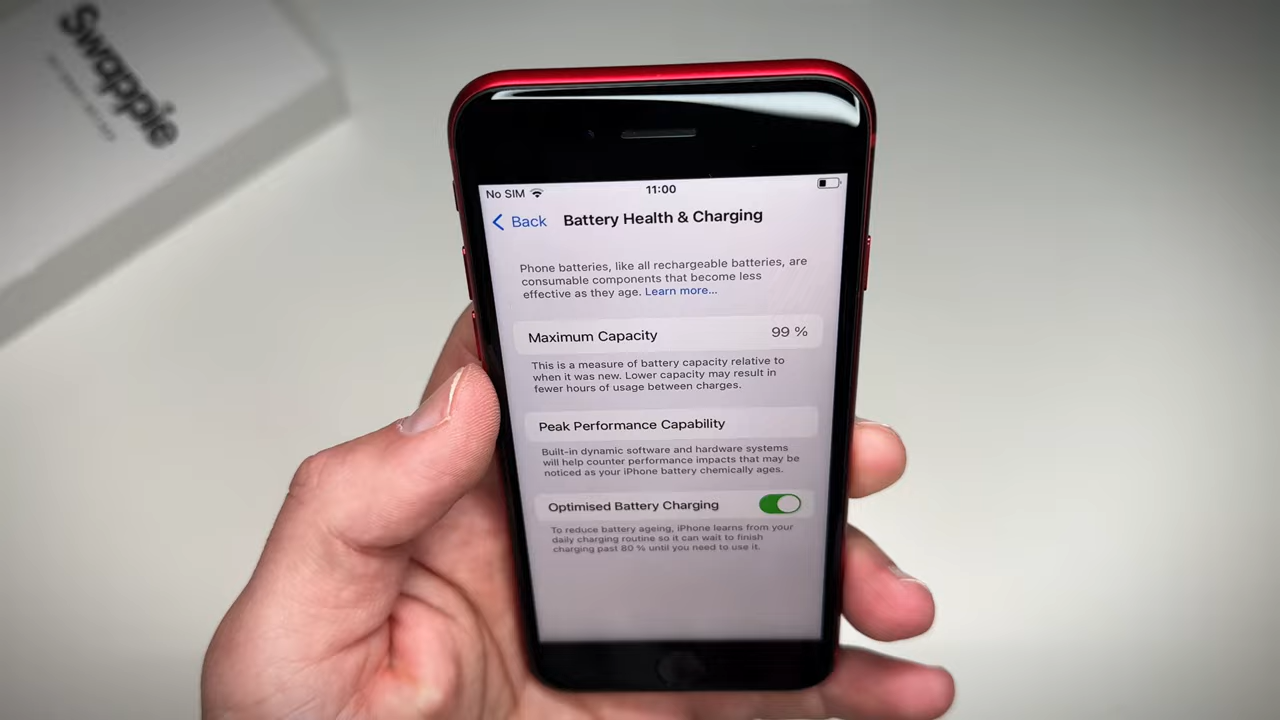 Swappie
No SIM
11:00
Back
Battery Health & Charging
Phone batteries, like all rechargeable batteries, are
consumable components that become less
effective as they age. Learn more...
Maximum Capacity 99 %
This is a measure of battery capacity relative to
when it was new. Lower capacity may result in
fewer hours of usage between charges.
Peak Performance Capability
Built-in dynamic software and hardware systems
will help counter performance impacts that may be
noticed as your iPhone battery chemically ages.
Optimised Battery Charging
To reduce battery ageing, iPhone learns from your
daily charging routine so it can wait to finish
charging past 80 % until you need to use it.